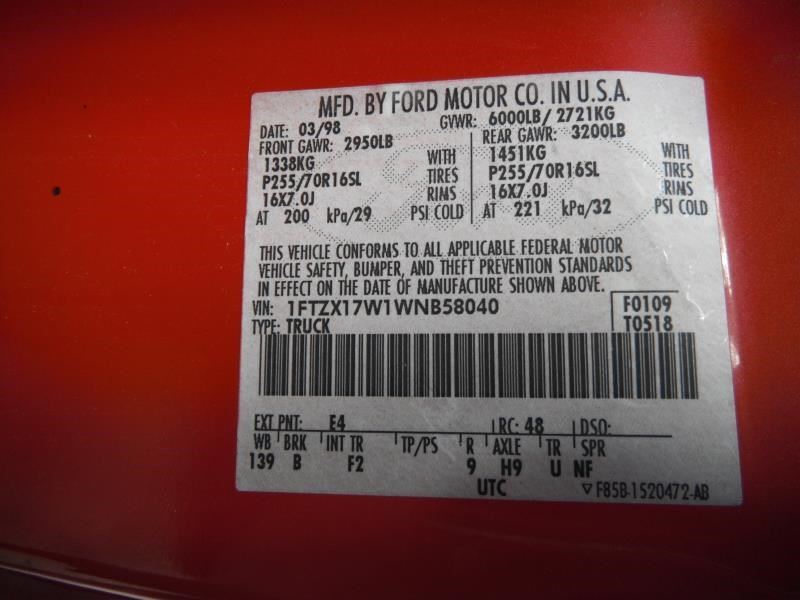 MFD. BY FORD MOTOR CO. IN U.S.A.
DATE: 03/98 GVWR: 6000LB/ 2721KG
FRONT GAWR: 2950LB REAR GAWR: 3200LB
1338KG WITH 1451KG WITH
P255/70R16SL TIRES P255/70R16SL TIRES
16X7.0J RIMS 16X7.0J RIMS
AT 200 kPa/29 PSI COLD AT 221 kPa/32 PSI COLD
THIS VEHICLE CONFORMS TO ALL APPLICABLE FEDERAL MOTOR
VEHICLE SAFETY, BUMPER, AND THEFT PREVENTION STANDARDS
IN EFFECT ON THE DATE OF MANUFACTURE SHOWN ABOVE.
VIN: 1FTZX17W1WNB58040 F0109
TYPE: TRUCK T0518
EXT PNT: E4 RC: 48 DSO:
WB BRK INT TR TP/PS R AXLE TR SPR
139 B F2 9 H9 U NF
UTC ▽F85B-1520472-AB